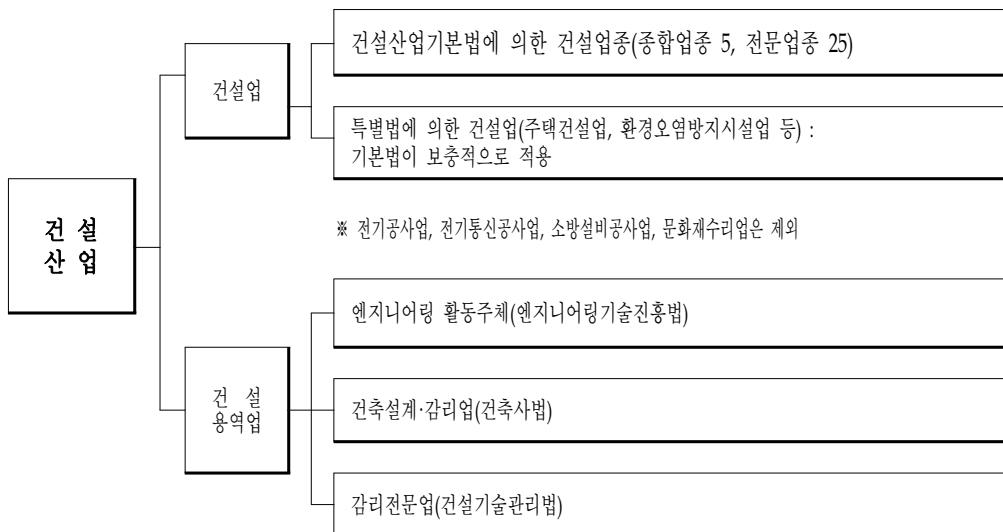 건설산업기본법에 의한 건설업종(종합업종 5, 전문업종 25)
건설업
특별법에 의한 건설업(주택건설업, 환경오염방지시설업 등) :
기본법이 보충적으로 적용
건 설
산 업
※ 전기공사업, 전기통신공사업, 소방설비공사업, 문화재수리업은 제외
엔지니어링 활동주체(엔지니어링기술진흥법)
건 설
용역업
건축설계·감리업(건축사법)
감리전문업(건설기술관리법)